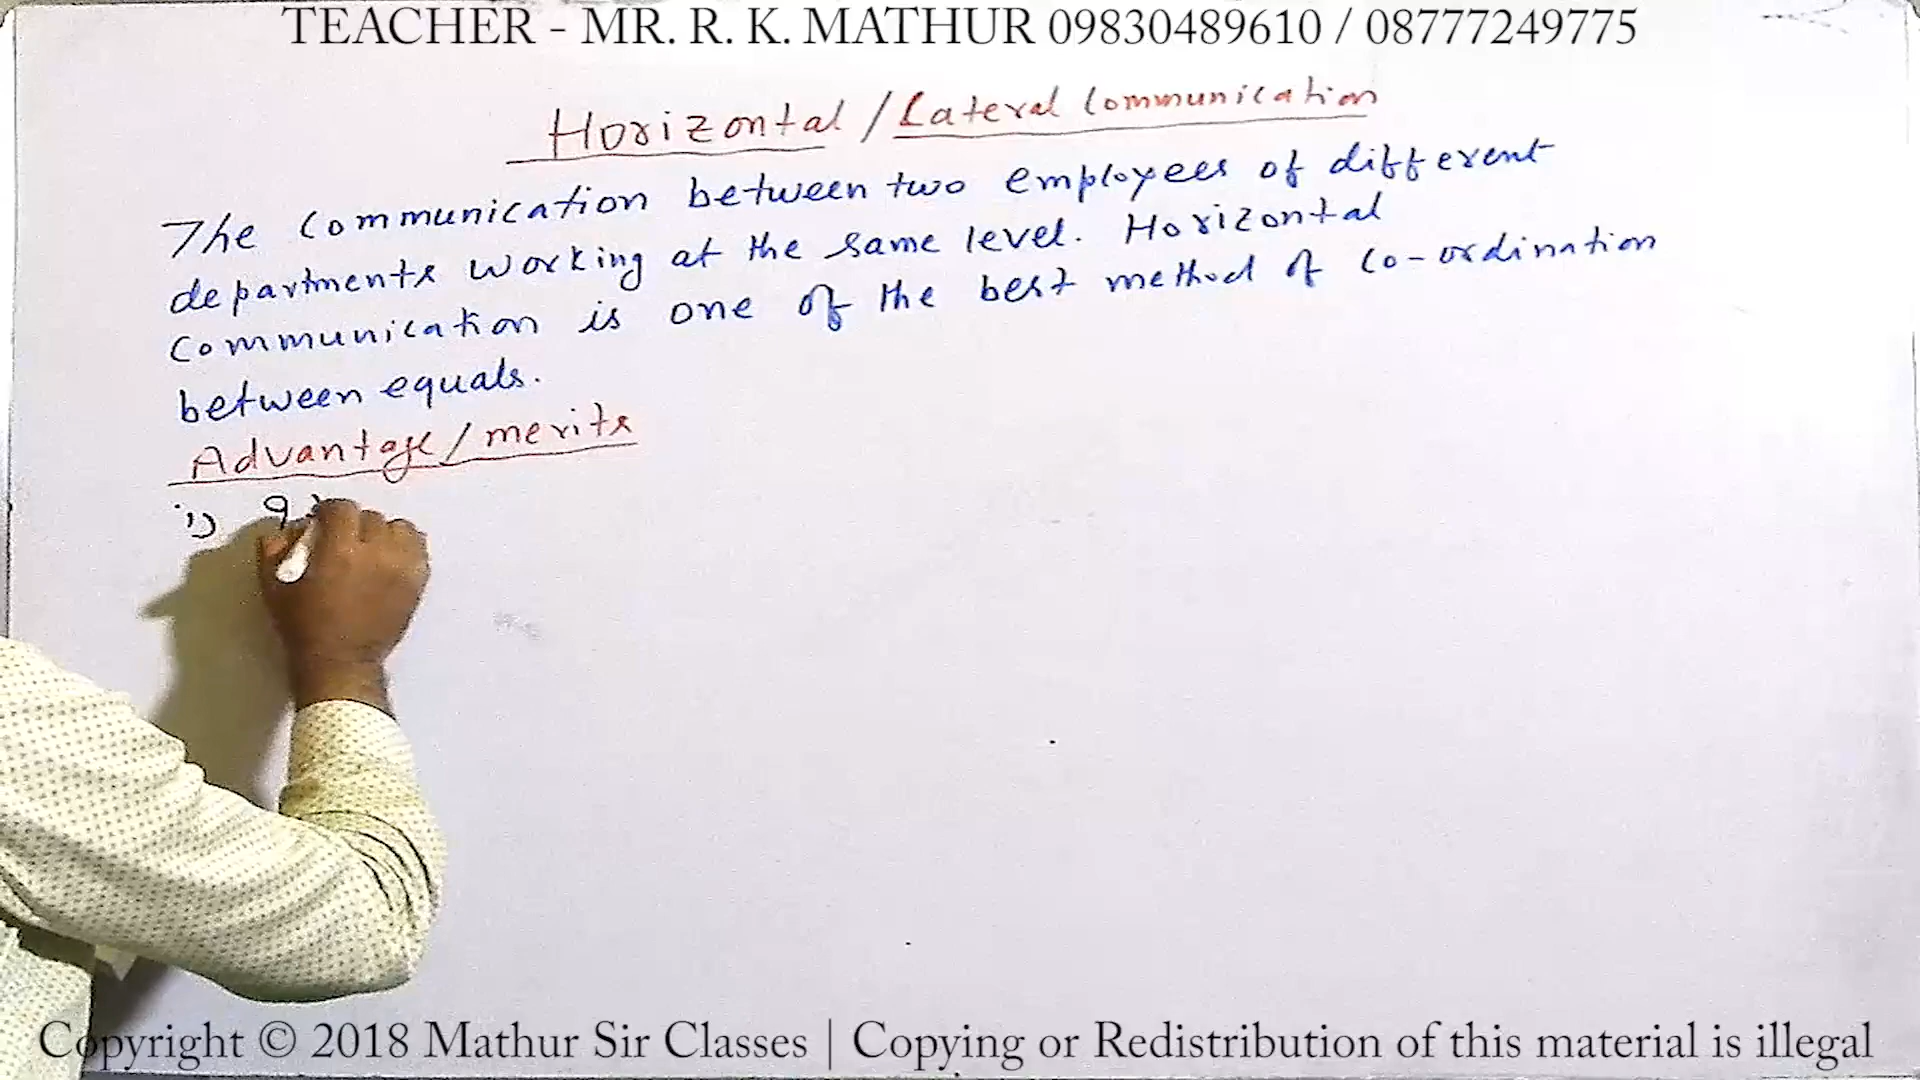 TEACHER - MR. R. K. MATHUR 09830489610 / 08777249775
Horizontal / Lateral Communication
The Communication between two employees of different
departments working at the same level. Horizontal
Communication is one of the best method of Co-ordination
between equals.
Advantage / merits
i)
Copyright © 2018 Mathur Sir Classes | Copying or Redistribution of this material is illegal